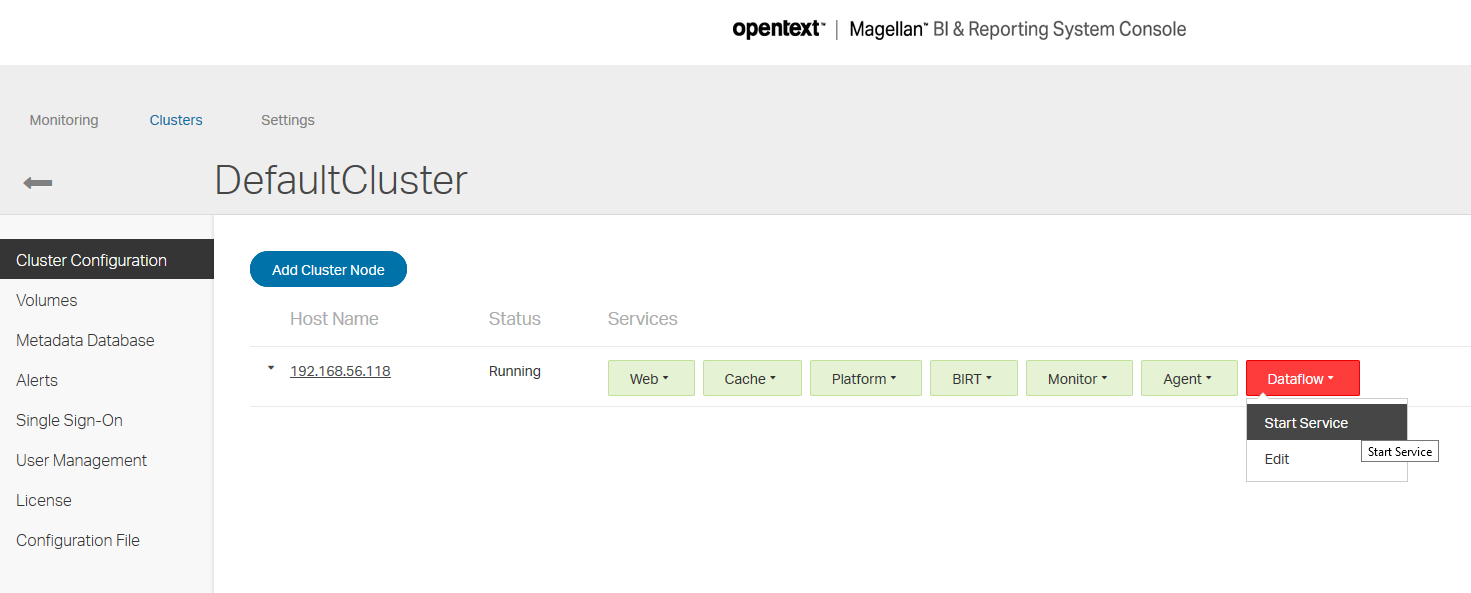 opentext™ | Magellan™ BI & Reporting System Console
Monitoring Clusters Settings
DefaultCluster
Cluster Configuration
Volumes
Metadata Database
Alerts
Single Sign-On
User Management
License
Configuration File
Add Cluster Node
Host Name Status Services
192.168.56.118 Running Web Cache Platform BIRT Monitor Agent Dataflow
Start Service
Start Service
Edit